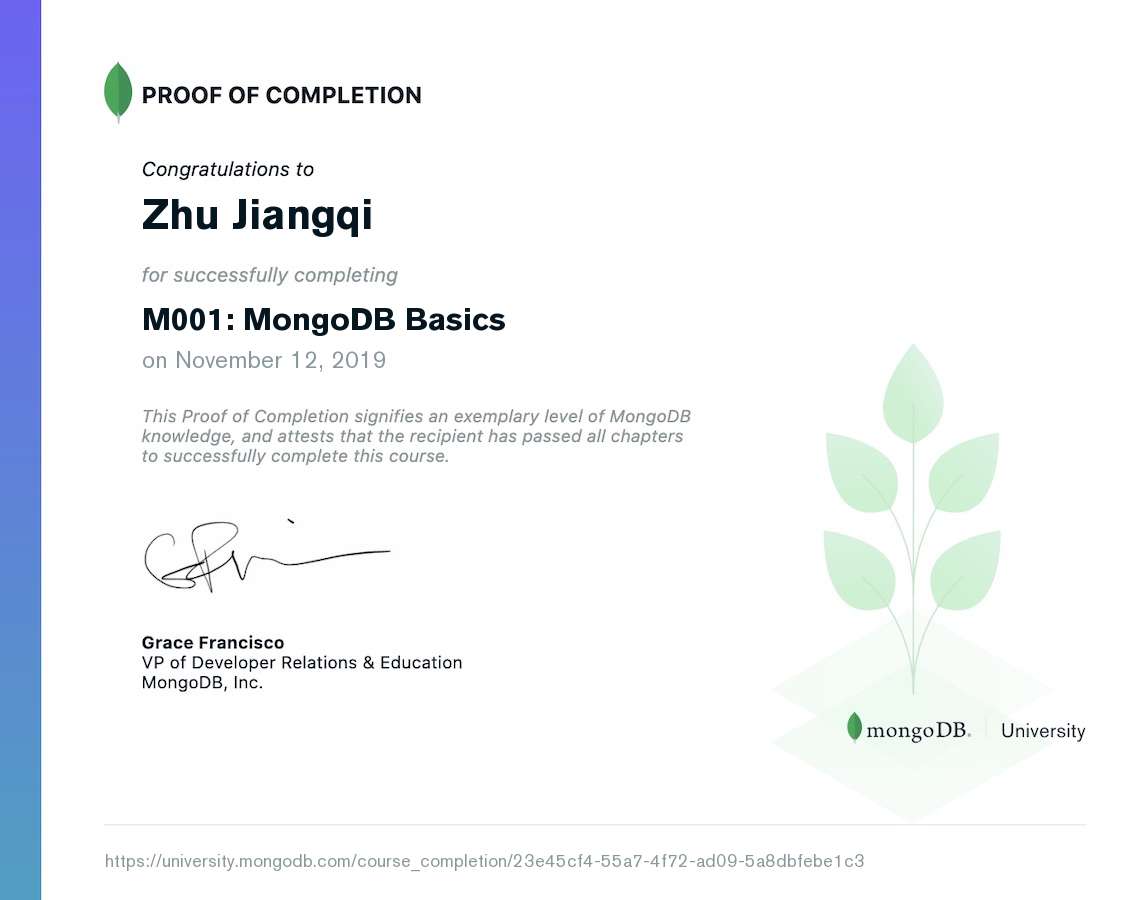 PROOF OF COMPLETION
Congratulations to
Zhu Jiangqi
for successfully completing
M001: MongoDB Basics
on November 12, 2019
This Proof of Completion signifies an exemplary level of MongoDB
knowledge, and attests that the recipient has passed all chapters
to successfully complete this course.
Grace Francisco
VP of Developer Relations & Education
MongoDB, Inc.
mongoDB. University
https://university.mongodb.com/course_completion/23e45cf4-55a7-4f72-ad09-5a8dbfebe1c3